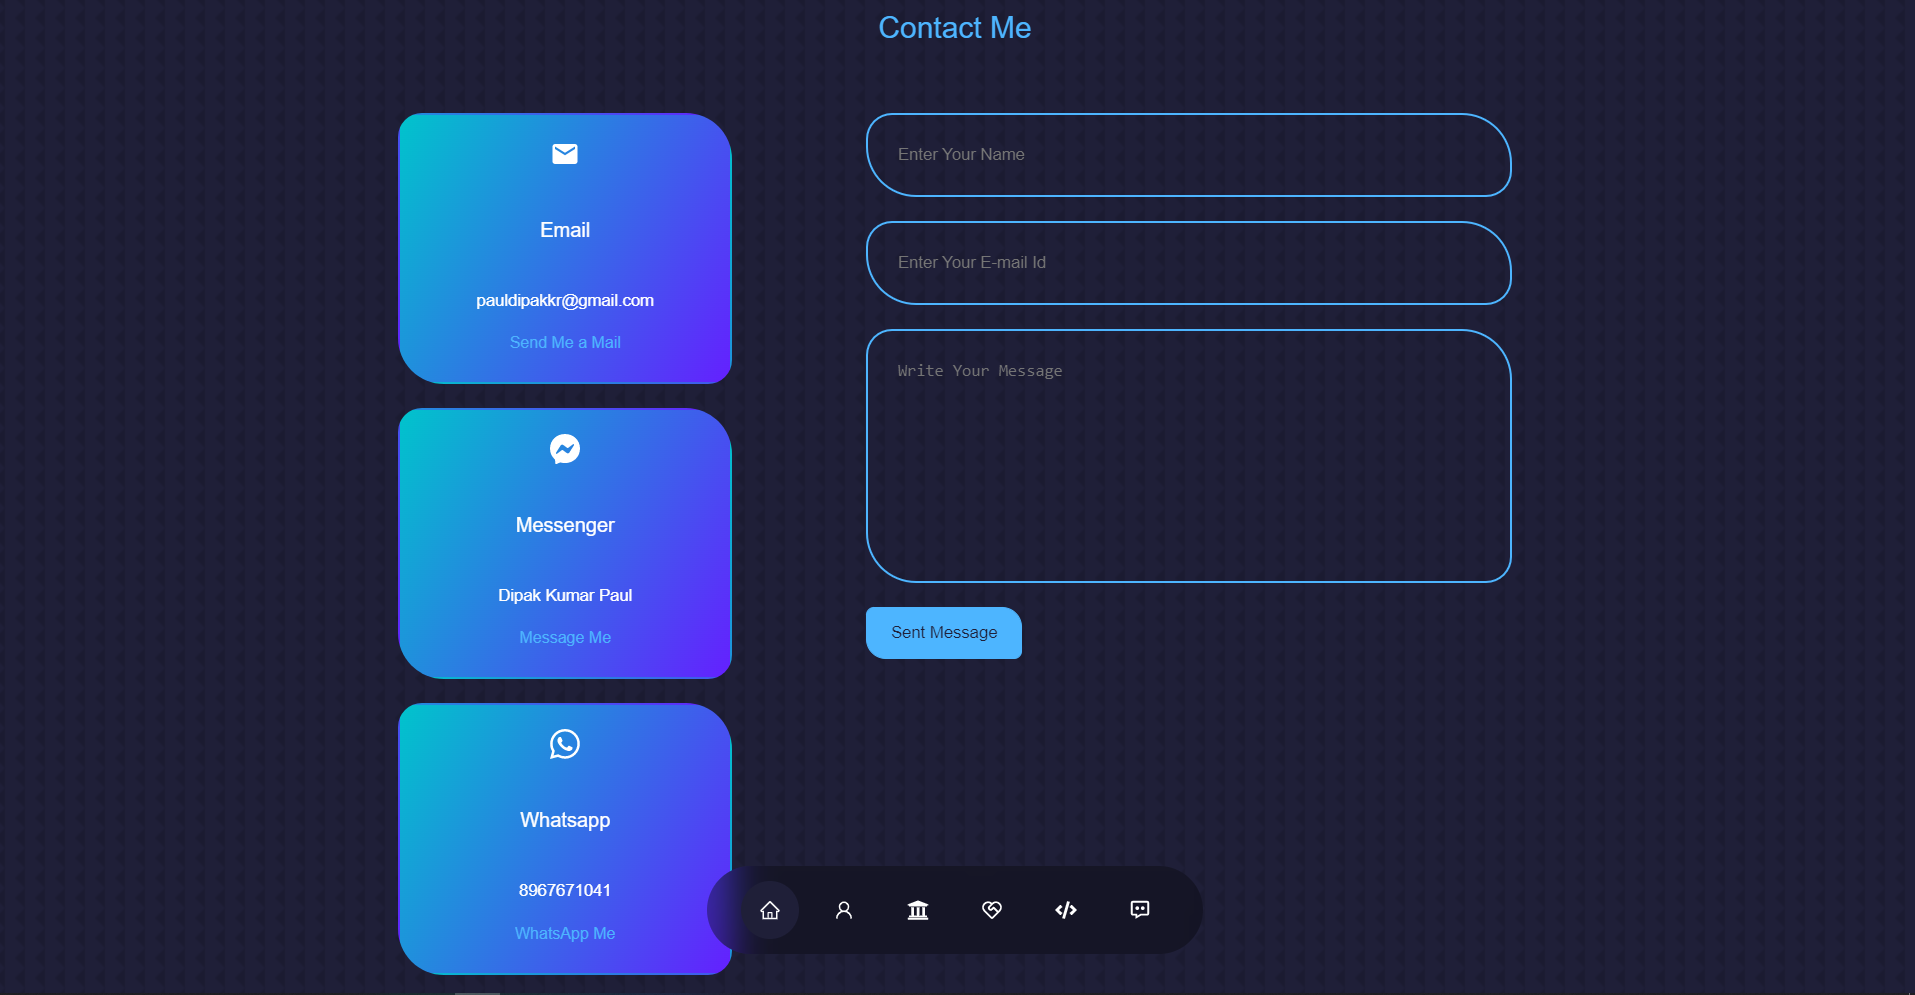 Contact Me
Email
pauldipakkr@gmail.com
Send Me a Mail
Messenger
Dipak Kumar Paul
Message Me
Whatsapp
8967671041
WhatsApp Me
Enter Your Name
Enter Your E-mail Id
Write Your Message
Sent Message